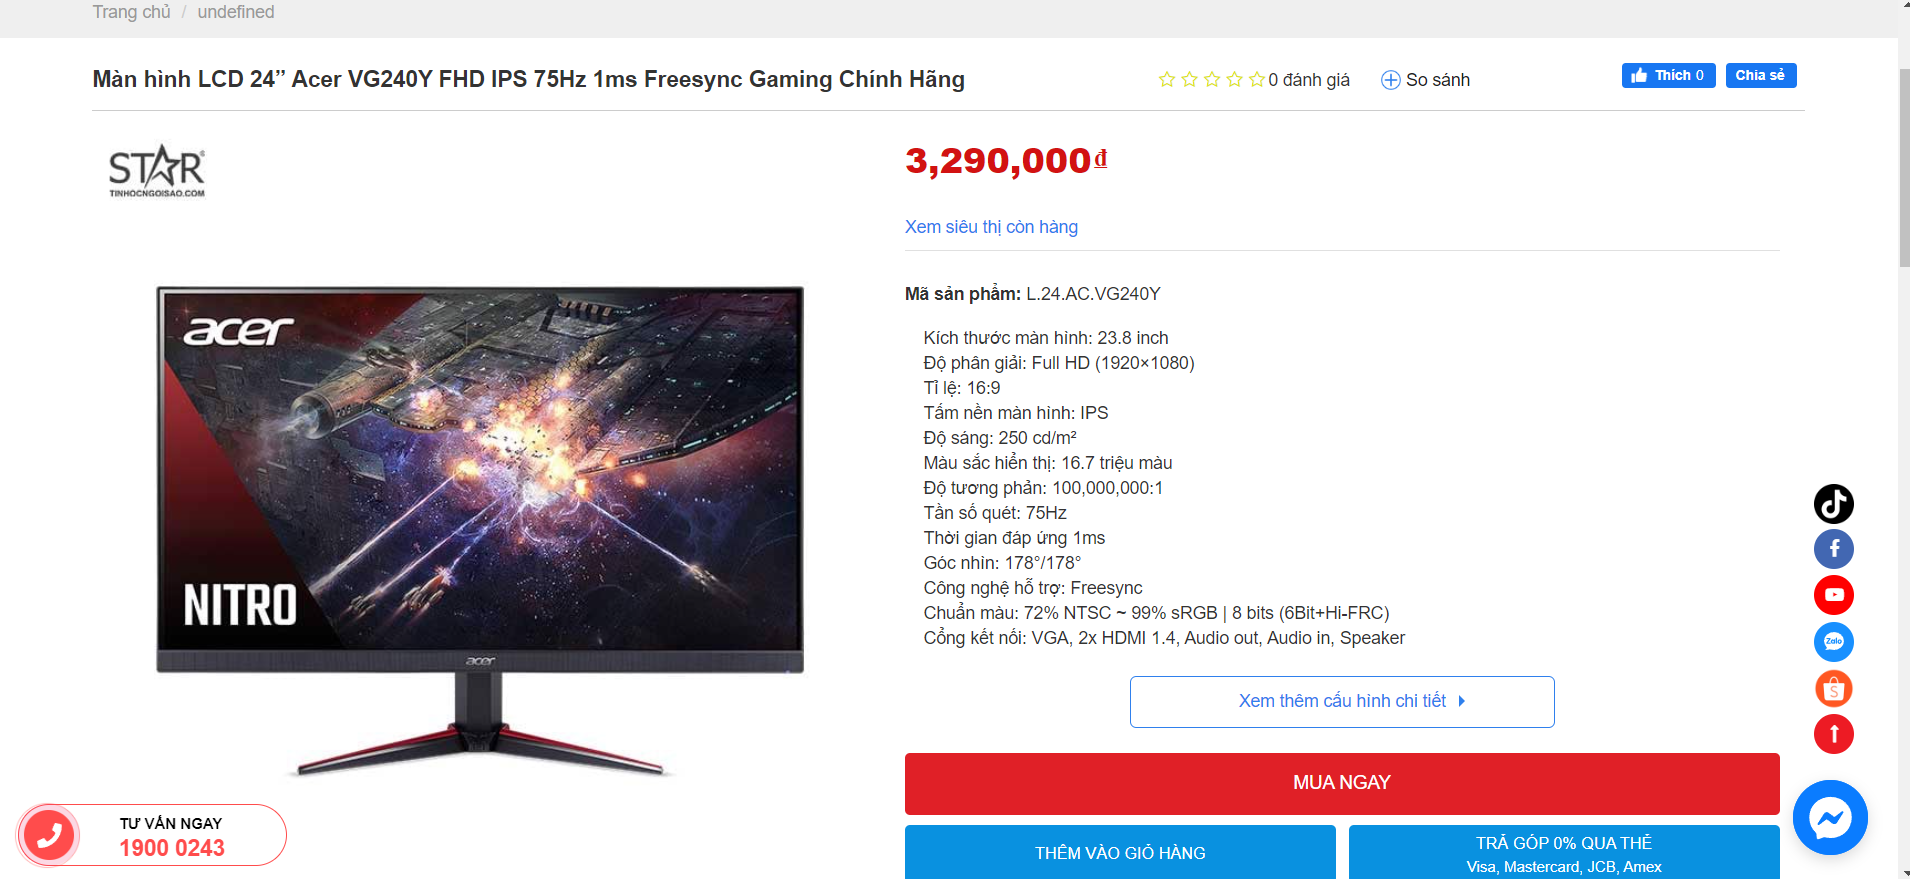 Trang chủ / undefined
Màn hình LCD 24” Acer VG240Y FHD IPS 75Hz 1ms Freesync Gaming Chính Hãng
0 đánh giá
So sánh
Thích 0
Chia sẻ
STAR
TINHOCNGOISAO.COM
3,290,000₫
Xem siêu thị còn hàng
Mã sản phẩm: L.24.AC.VG240Y
Kích thước màn hình: 23.8 inch
Độ phân giải: Full HD (1920×1080)
Tỉ lệ: 16:9
Tấm nền màn hình: IPS
Độ sáng: 250 cd/m²
Màu sắc hiển thị: 16.7 triệu màu
Độ tương phản: 100,000,000:1
Tần số quét: 75Hz
Thời gian đáp ứng 1ms
Góc nhìn: 178°/178°
Công nghệ hỗ trợ: Freesync
Chuẩn màu: 72% NTSC ~ 99% sRGB | 8 bits (6Bit+Hi-FRC)
Cổng kết nối: VGA, 2x HDMI 1.4, Audio out, Audio in, Speaker
acer
NITRO
acer
Xem thêm cấu hình chi tiết
MUA NGAY
THÊM VÀO GIỎ HÀNG
TRẢ GÓP 0% QUA THẺ
Visa, Mastercard, JCB, Amex
TƯ VẤN NGAY
1900 0243
Zalo